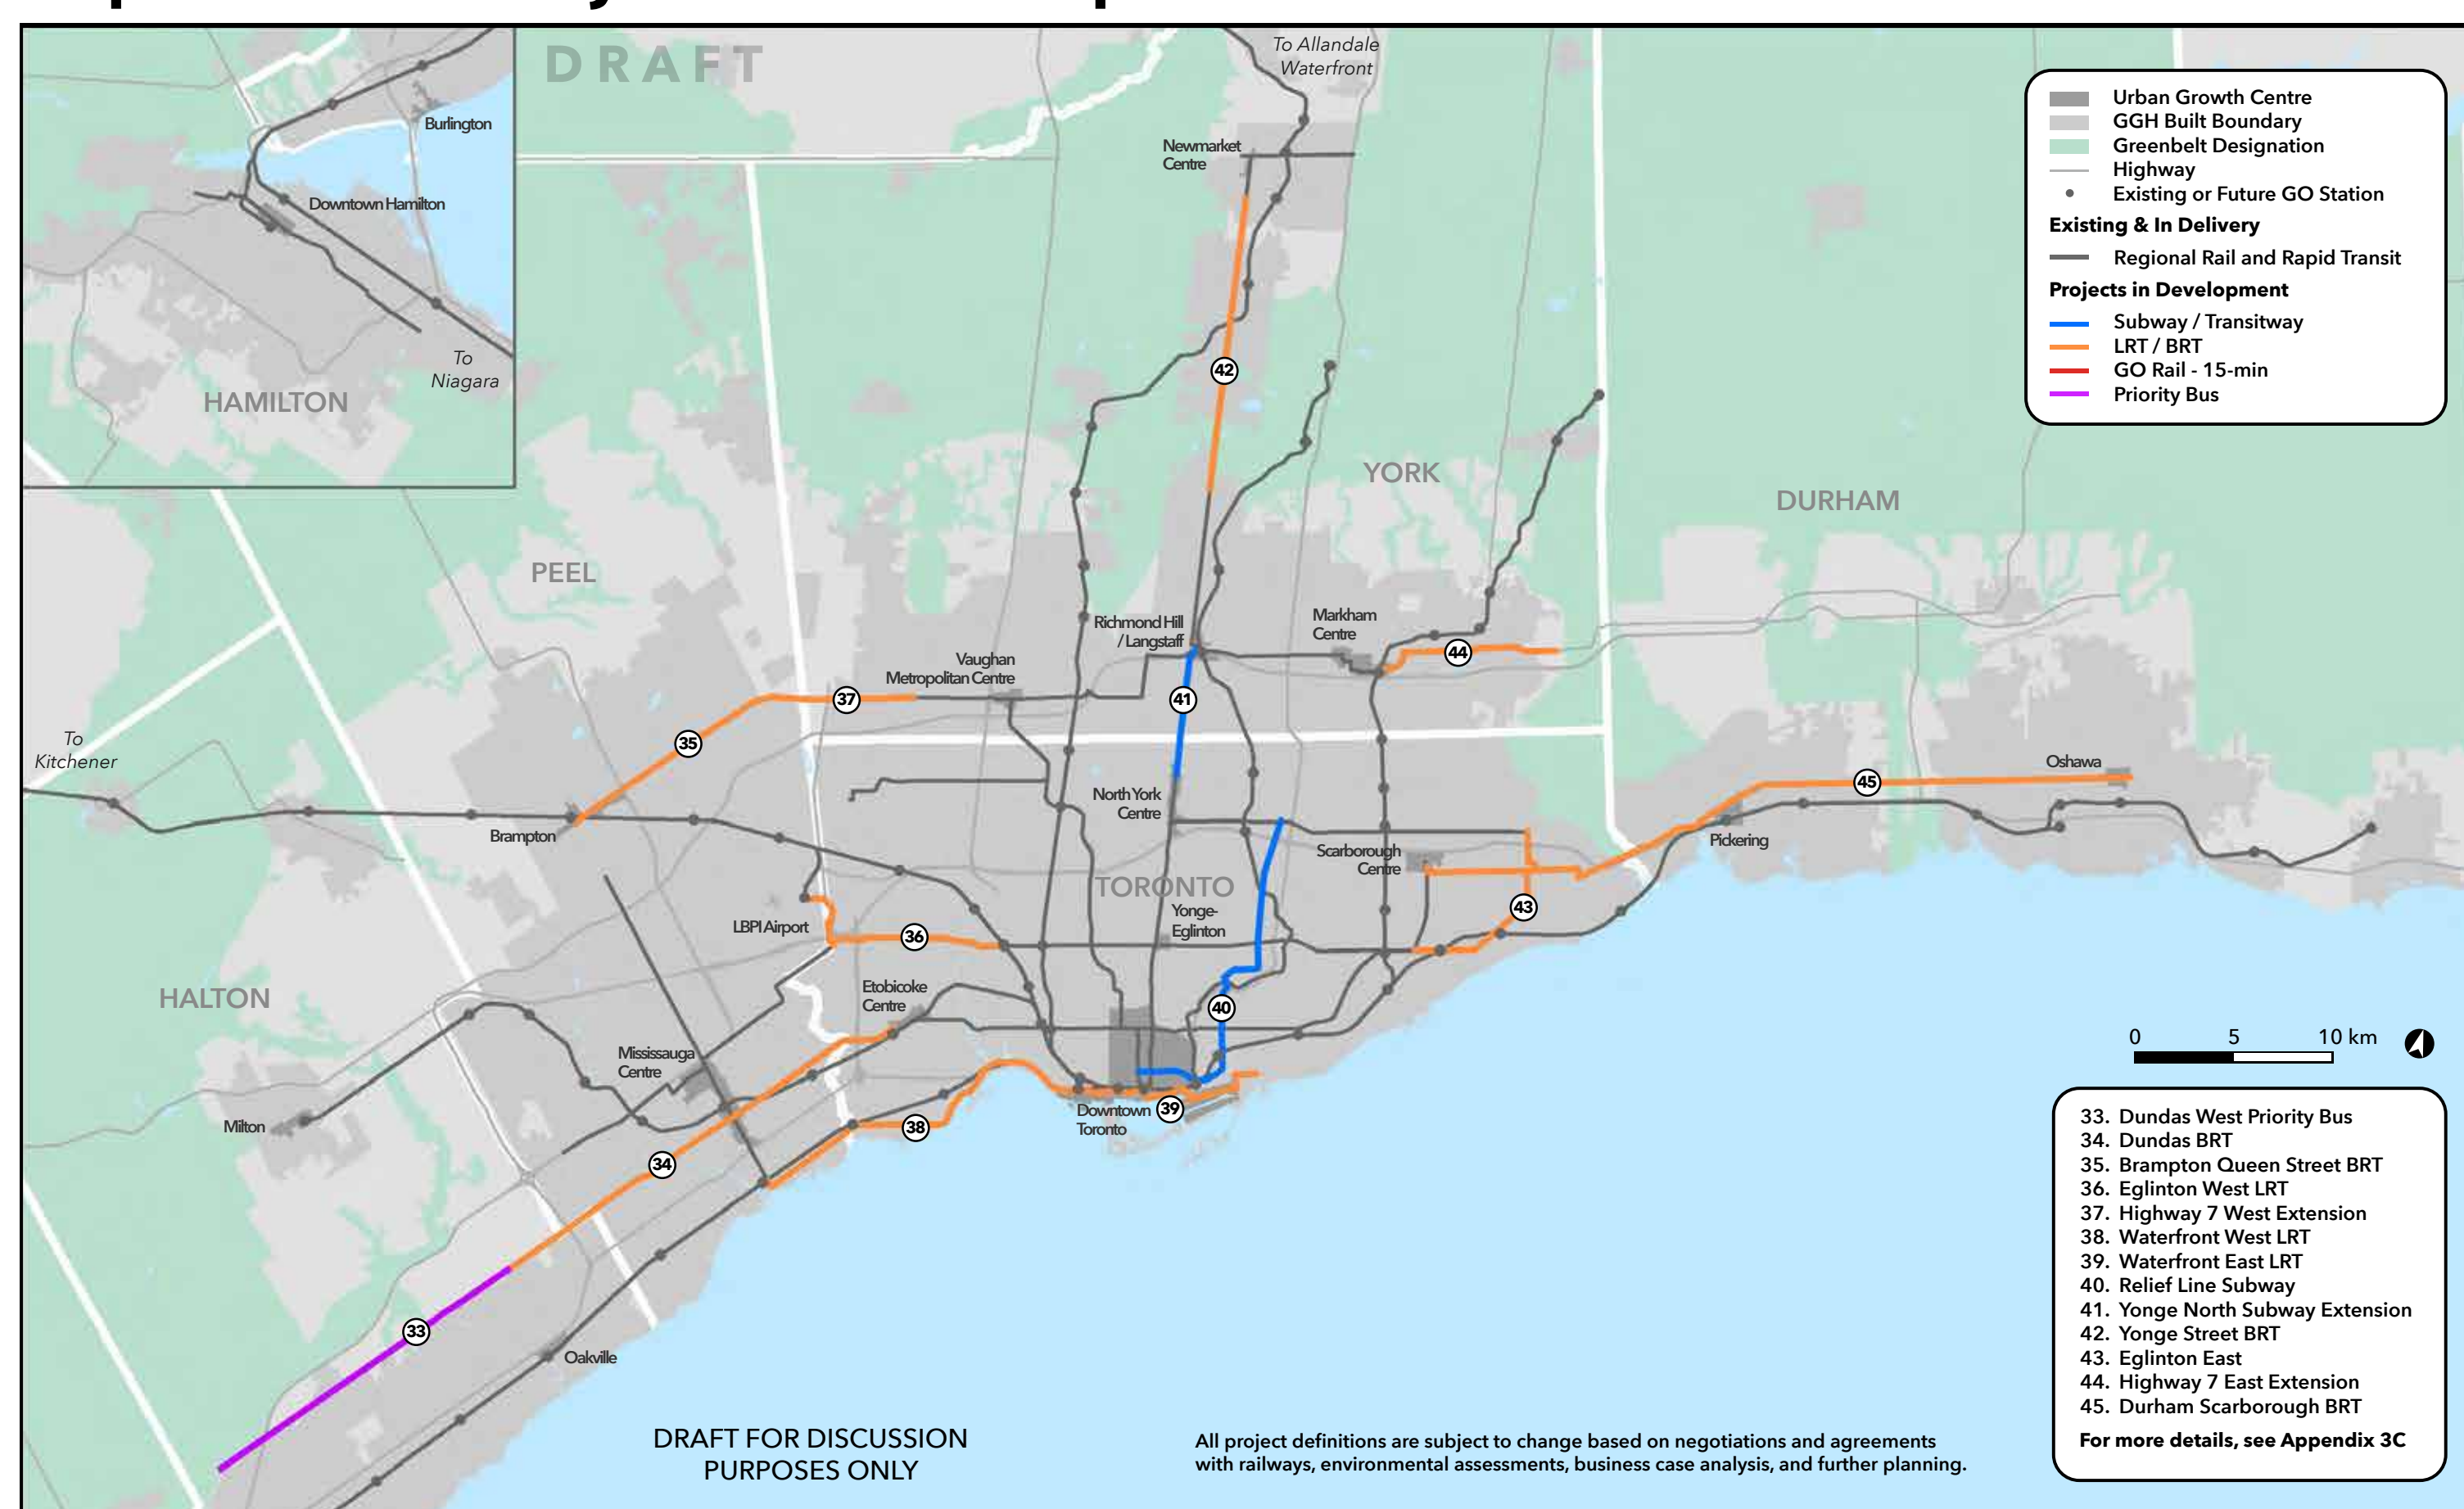 DRAFT
To Allandale
Waterfront
Burlington
Downtown Hamilton
To
Niagara
HAMILTON
Newmarket
Centre
42
YORK
DURHAM
PEEL
Urban Growth Centre
GGH Built Boundary
Greenbelt Designation
Highway
Existing or Future GO Station
Existing & In Delivery
Regional Rail and Rapid Transit
Projects in Development
Subway / Transitway
LRT / BRT
GO Rail - 15-min
Priority Bus
Richmond Hill
/ Langstaff
Markham
Centre
44
Vaughan
Metropolitan Centre
37
41
35
To
Kitchener
Oshawa
45
North York
Centre
Brampton
Pickering
Scarborough
Centre
TORONTO
Yonge-
Eglinton
43
LBPI Airport
36
Etobicoke
Centre
HALTON
40
Mississauga
Centre
Milton
Downtown
Toronto
39
38
34
33
Oakville
0 5 10 km
33. Dundas West Priority Bus
34. Dundas BRT
35. Brampton Queen Street BRT
36. Eglinton West LRT
37. Highway 7 West Extension
38. Waterfront West LRT
39. Waterfront East LRT
40. Relief Line Subway
41. Yonge North Subway Extension
42. Yonge Street BRT
43. Eglinton East
44. Highway 7 East Extension
45. Durham Scarborough BRT
For more details, see Appendix 3C
DRAFT FOR DISCUSSION
PURPOSES ONLY
All project definitions are subject to change based on negotiations and agreements
with railways, environmental assessments, business case analysis, and further planning.